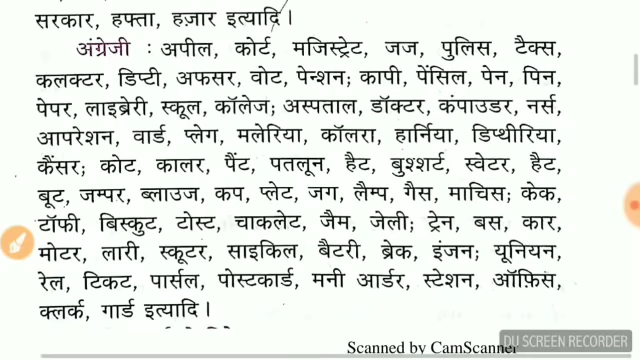 सरकार, हफ्ता, हज़ार इत्यादि।
अंग्रेजी : अपील, कोर्ट, मजिस्ट्रेट, जज, पुलिस, टैक्स,
कलक्टर, डिप्टी, अफसर, वोट, पेन्शन; कापी, पेंसिल, पेन, पिन,
पेपर, लाइब्रेरी, स्कूल, कॉलेज; अस्पताल, डॉक्टर, कंपाउडर, नर्स,
आपरेशन, वार्ड, प्लेग, मलेरिया, कॉलरा, हार्निया, डिप्थीरिया,
कैंसर; कोट, कालर, पैंट, पतलून, हैट, बुश्शर्ट, स्वेटर, हैट,
बूट, जम्पर, ब्लाउज, कप, प्लेट, जग, लैम्प, गैस, माचिस; केक,
टॉफी, बिस्कुट, टोस्ट, चाकलेट, जैम, जेली; ट्रेन, बस, कार,
मोटर, लारी, स्कूटर, साइकिल, बैटरी, ब्रेक, इंजन; यूनियन,
रेल, टिकट, पार्सल, पोस्टकार्ड, मनी आर्डर, स्टेशन, ऑफ़िस,
क्लर्क, गार्ड इत्यादि।
DU SCREEN RECORDER
Scanned by CamScanner